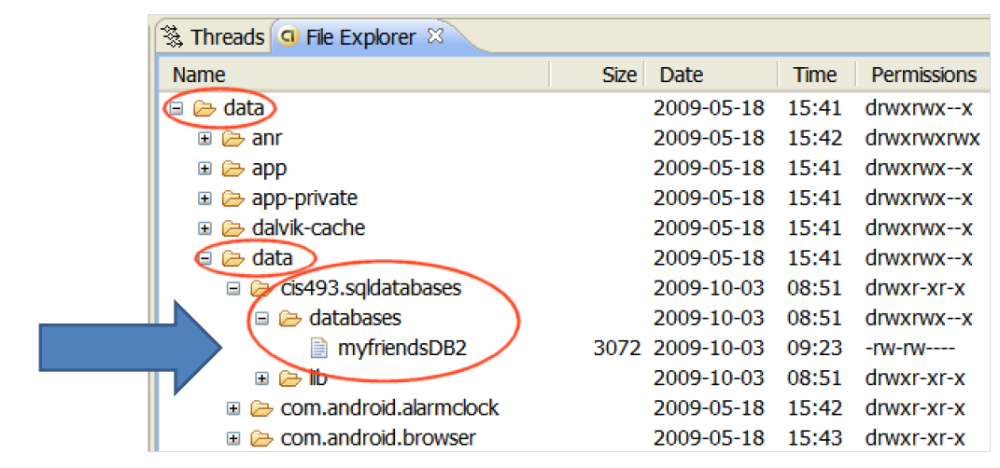 Threads File Explorer
Name Size Date Time Permissions
data 2009-05-18 15:41 drwxrwx--x
anr 2009-05-18 15:42 drwxrwxrwx
app 2009-05-18 15:41 drwxrwx--x
app-private 2009-05-18 15:41 drwxrwx--x
dalvik-cache 2009-05-18 15:41 drwxrwx--x
data 2009-05-18 15:41 drwxrwx--x
cis493.sqldatabases 2009-10-03 08:51 drwxr-xr-x
databases 2009-10-03 08:51 drwxrwx--x
myfriendsDB2 3072 2009-10-03 09:23 -rw-rw----
lib 2009-10-03 08:51 drwxr-xr-x
com.android.alarmclock 2009-05-18 15:42 drwxr-xr-x
com.android.browser 2009-05-18 15:43 drwxr-xr-x